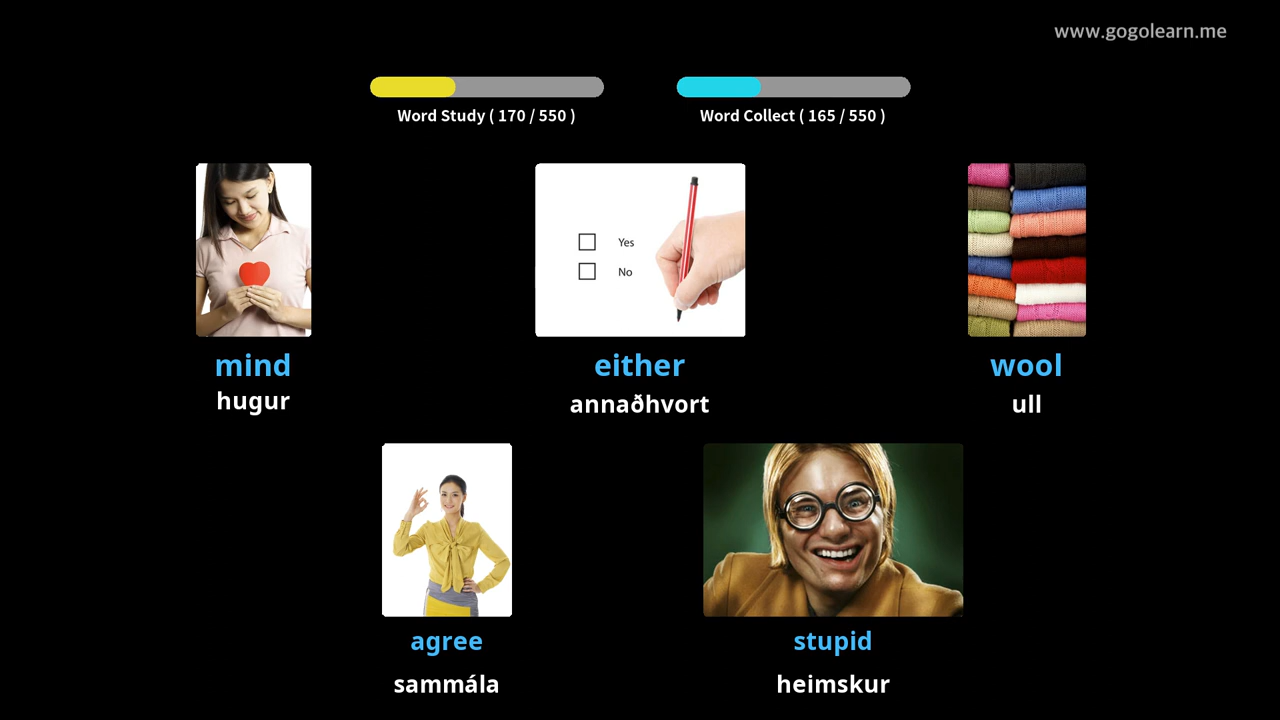 www.gogolearn.me
Word Study ( 170 / 550 )
Word Collect ( 165 / 550 )
Yes
No
mind
either
wool
hugur
annaðhvort
ull
agree
stupid
sammála
heimskur